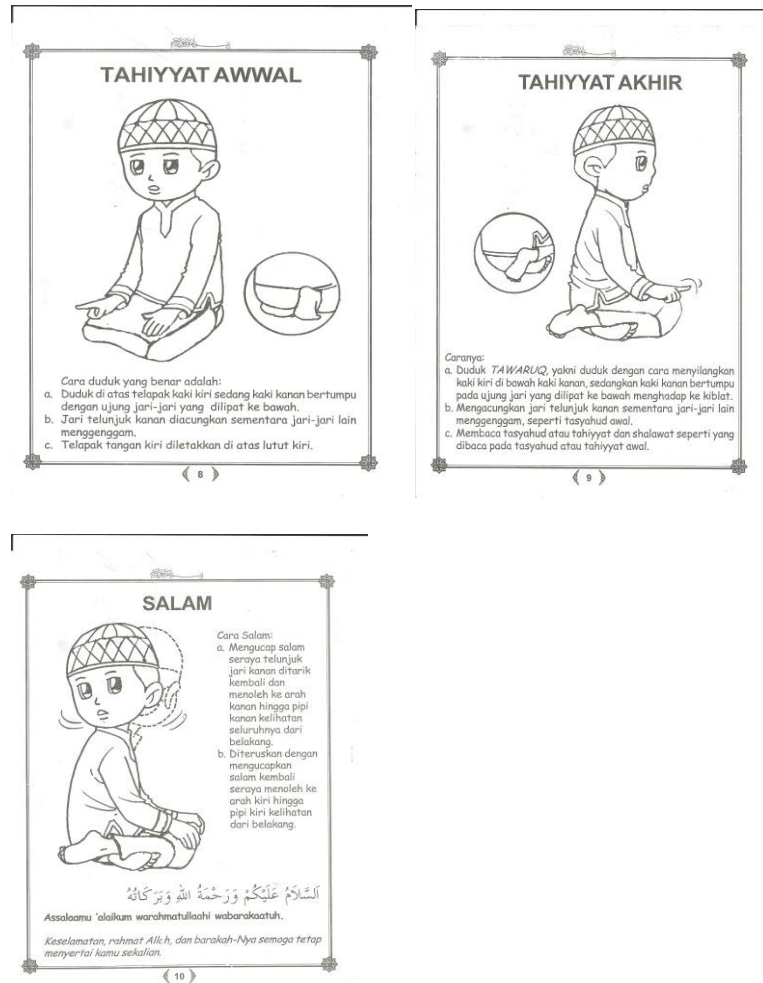 TAHIYYAT AWWAL
Cara duduk yang benar adalah:
a. Duduk di atas telapak kaki kiri sedang kaki kanan bertumpu
dengan ujung jari-jari yang dilipat ke bawah.
b. Jari telunjuk kanan diacungkan sementara jari-jari lain
menggenggam.
c. Telapak tangan kiri diletakkan di atas lutut kiri.
8
TAHIYYAT AKHIR
Caranya:
a. Duduk TAWARUQ, yakni duduk dengan cara menyilangkan
kaki kiri di bawah kaki kanan, sedangkan kaki kanan bertumpu
pada ujung jari yang dilipat ke bawah menghadap ke kiblat.
b. Mengacungkan jari telunjuk kanan sementara jari-jari lain
menggenggam, seperti tasyahud awal.
c. Membaca tasyahud atau tahiyyat dan shalawat seperti yang
dibaca pada tasyahud atau tahiyyat awal.
9
SALAM
Cara Salam:
a. Mengucap salam
seraya telunjuk
jari kanan ditarik
kembali dan
menoleh ke arah
kanan hingga pipi
kanan kelihatan
seluruhnya dari
belakang.
b. Diteruskan dengan
mengucapkan
salam kembali
seraya menoleh ke
arah kiri hingga
pipi kiri kelihatan
dari belakang.
اَلسَّلاَمُ عَلَيْكُمْ وَرَحْمَةُ اللهِ وَبَرَكَاتُهُ
Assalaamu 'alaikum warahmatullaahi wabarakaatuh.
Keselamatan, rahmat Allah, dan barakah-Nya semoga tetap
menyertai kamu sekalian.
10